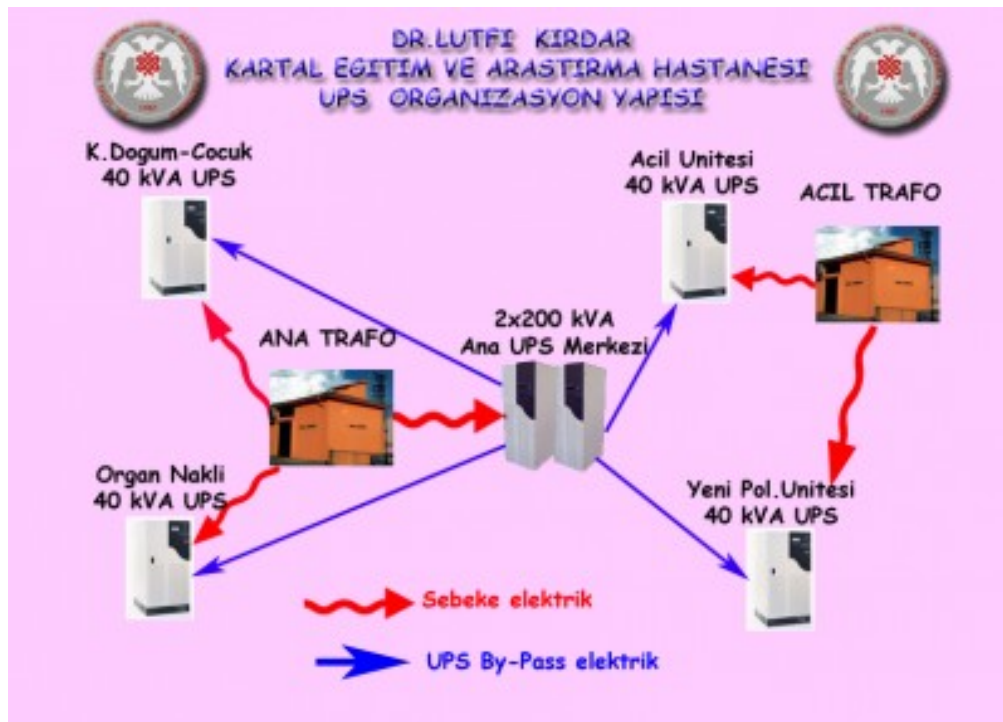 DR.LUTFI KIRDAR
KARTAL EGITIM VE ARASTIRMA HASTANESI
UPS ORGANIZASYON YAPISI
K.Dogum-Cocuk
40 kVA UPS
Acil Unitesi
40 kVA UPS
ACIL TRAFO
ANA TRAFO
2x200 kVA
Ana UPS Merkezi
Organ Nakli
40 kVA UPS
Yeni Pol.Unitesi
40 kVA UPS
Sebeke elektrik
UPS By-Pass elektrik